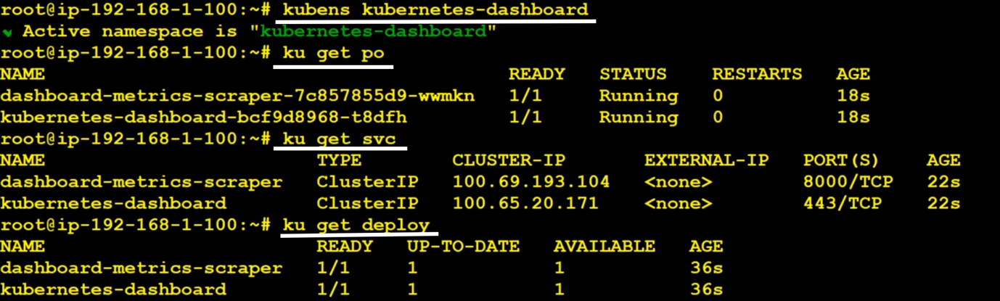 root@ip-192-168-1-100:~# kubens kubernetes-dashboard
✔ Active namespace is "kubernetes-dashboard"
root@ip-192-168-1-100:~# ku get po
NAME READY STATUS RESTARTS AGE
dashboard-metrics-scraper-7c857855d9-wwmkn 1/1 Running 0 18s
kubernetes-dashboard-bcf9d8968-t8dfh 1/1 Running 0 18s
root@ip-192-168-1-100:~# ku get svc
NAME TYPE CLUSTER-IP EXTERNAL-IP PORT(S) AGE
dashboard-metrics-scraper ClusterIP 100.69.193.104 <none> 8000/TCP 22s
kubernetes-dashboard ClusterIP 100.65.20.171 <none> 443/TCP 22s
root@ip-192-168-1-100:~# ku get deploy
NAME READY UP-TO-DATE AVAILABLE AGE
dashboard-metrics-scraper 1/1 1 1 36s
kubernetes-dashboard 1/1 1 1 36s